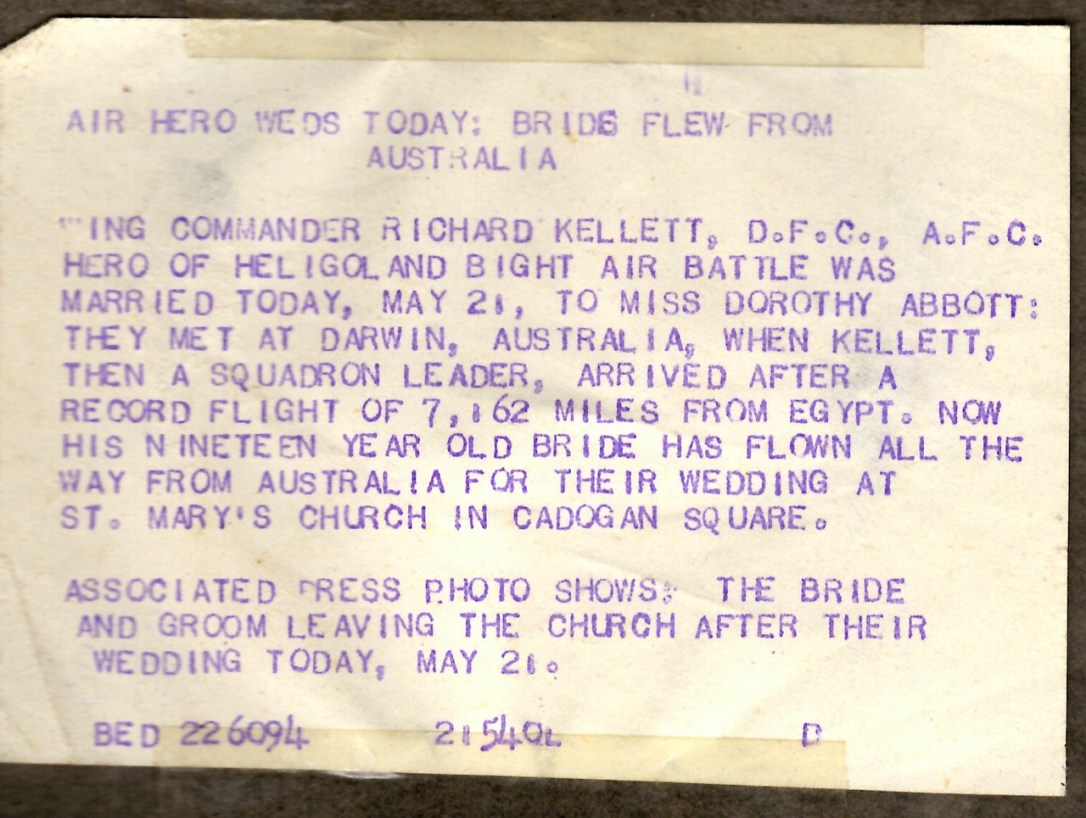 AIR HERO WEDS TODAY: BRIDE FLEW FROM
AUSTRALIA
WING COMMANDER RICHARD KELLETT, D.F.C., A.F.C.
HERO OF HELIGOLAND BIGHT AIR BATTLE WAS
MARRIED TODAY, MAY 21, TO MISS DOROTHY ABBOTT:
THEY MET AT DARWIN, AUSTRALIA, WHEN KELLETT,
THEN A SQUADRON LEADER, ARRIVED AFTER A
RECORD FLIGHT OF 7,162 MILES FROM EGYPT. NOW
HIS NINETEEN YEAR OLD BRIDE HAS FLOWN ALL THE
WAY FROM AUSTRALIA FOR THEIR WEDDING AT
ST. MARY'S CHURCH IN CADOGAN SQUARE.
ASSOCIATED PRESS PHOTO SHOWS: THE BRIDE
AND GROOM LEAVING THE CHURCH AFTER THEIR
WEDDING TODAY, MAY 21.
BED 226094 21540L D